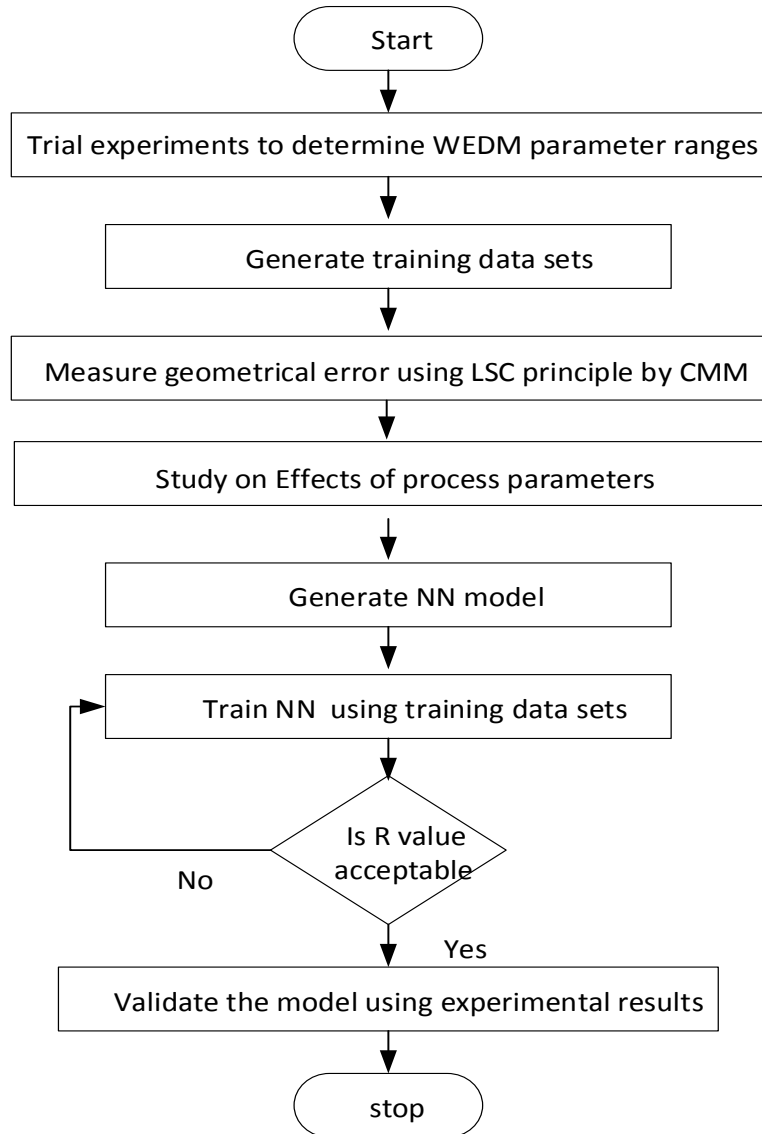 Start
Trial experiments to determine WEDM parameter ranges
Generate training data sets
Measure geometrical error using LSC principle by CMM
Study on Effects of process parameters
Generate NN model
Train NN using training data sets
Is R value
acceptable
No
Yes
Validate the model using experimental results
stop